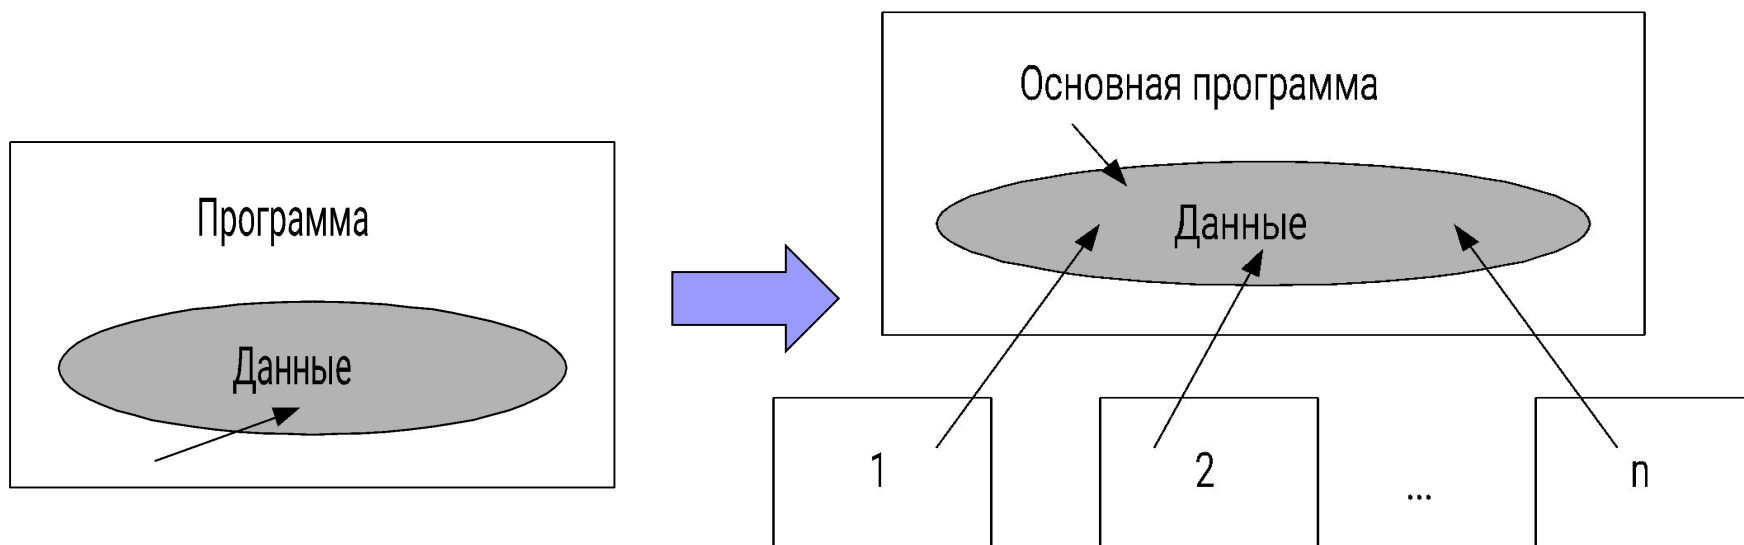 Программа
Данные
Основная программа
Данные
1
2
...
n